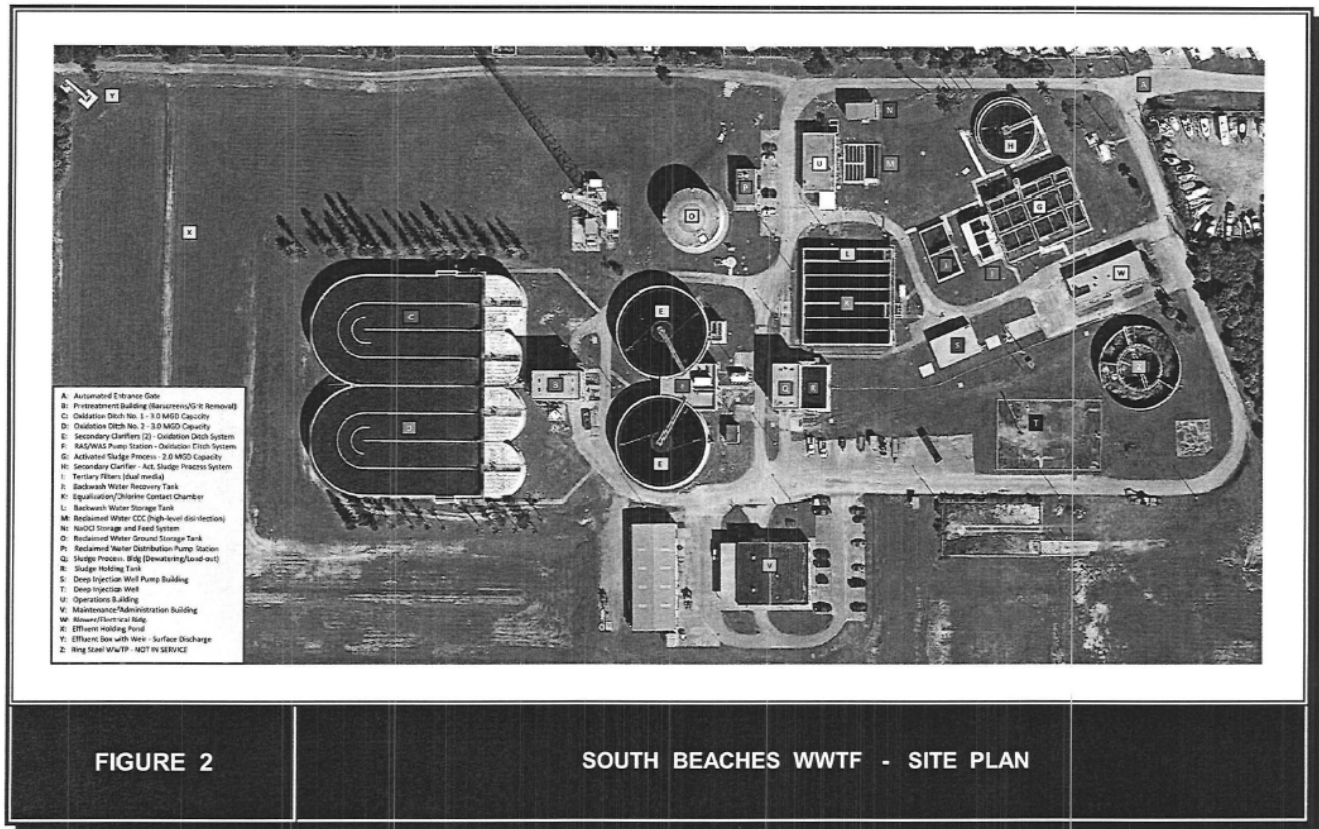 Y
A
N
H
U
M
P
O
G
X
L
J
I
W
C
E
K
S
Z
B
F
Q
R
D
T
E
V
A: Automated Entrance Gate
B: Pretreatment Building (Barscreens/Grit Removal)
C: Oxidation Ditch No. 1 - 3.0 MGD Capacity
D: Oxidation Ditch No. 2 - 3.0 MGD Capacity
E: Secondary Clarifiers (2) - Oxidation Ditch System
F: RAS/WAS Pump Station - Oxidation Ditch System
G: Activated Sludge Process - 2.0 MGD Capacity
H: Secondary Clarifier - Act. Sludge Process System
I: Tertiary Filters (dual media)
J: Backwash Water Recovery Tank
K: Equalization/Chlorine Contact Chamber
L: Backwash Water Storage Tank
M: Reclaimed Water CCC (high-level disinfection)
N: NaOCl Storage and Feed System
O: Reclaimed Water Ground Storage Tank
P: Reclaimed Water Distribution Pump Station
Q: Sludge Process. Bldg (Dewatering/Load-out)
R: Sludge Holding Tank
S: Deep Injection Well Pump Building
T: Deep Injection Well
U: Operations Building
V: Maintenance/Administration Building
W: Blower/Electrical Bldg.
X: Effluent Holding Pond
Y: Effluent Box with Weir - Surface Discharge
Z: Ring Steel WWTP - NOT IN SERVICE
FIGURE 2
SOUTH BEACHES WWTF - SITE PLAN